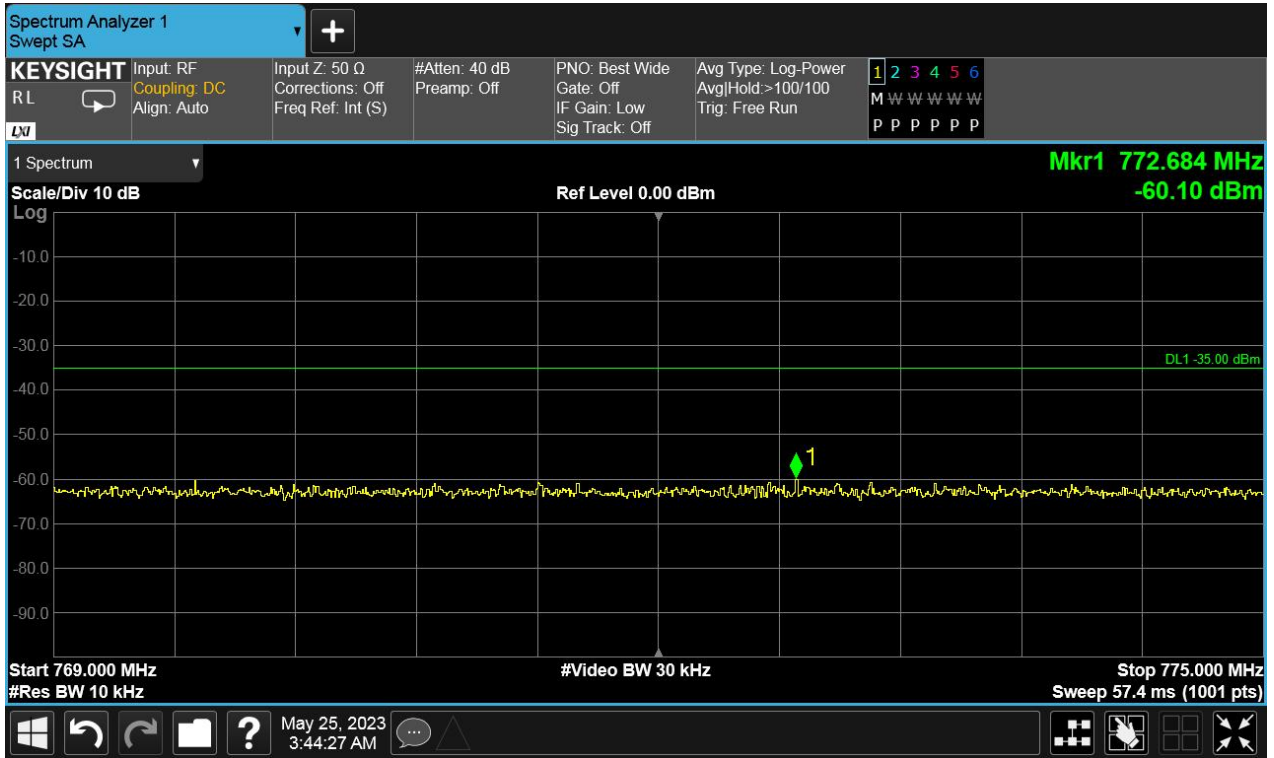 Spectrum Analyzer 1
Swept SA
+
KEYSIGHT
R L
LXI
Input: RF
Coupling: DC
Align: Auto
Input Z: 50 Ω
Corrections: Off
Freq Ref: Int (S)
#Atten: 40 dB
Preamp: Off
PNO: Best Wide
Gate: Off
IF Gain: Low
Sig Track: Off
Avg Type: Log-Power
Avg|Hold:>100/100
Trig: Free Run
1 2 3 4 5 6
M W W W W W
P P P P P P
1 Spectrum
Mkr1 772.684 MHz
-60.10 dBm
Scale/Div 10 dB
Ref Level 0.00 dBm
Log
-10.0
-20.0
-30.0
DL1 -35.00 dBm
-40.0
-50.0
1
-60.0
-70.0
-80.0
-90.0
Start 769.000 MHz
#Video BW 30 kHz
Stop 775.000 MHz
#Res BW 10 kHz
Sweep 57.4 ms (1001 pts)
?
May 25, 2023
3:44:27 AM